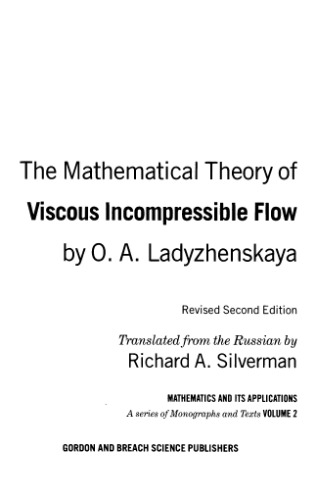 The Mathematical Theory of
Viscous Incompressible Flow
by O. A. Ladyzhenskaya
Revised Second Edition
Translated from the Russian by
Richard A. Silverman
MATHEMATICS AND ITS APPLICATIONS
A series of Monographs and Texts VOLUME 2
GORDON AND BREACH SCIENCE PUBLISHERS